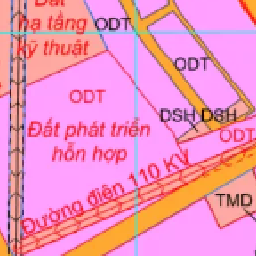 Đất
hạ tầng
kỹ thuật
ODT
ODT
ODT
Đất phát triển
hỗn hợp
DSH DSH
ODT
Đường điện 110 KV
TMD